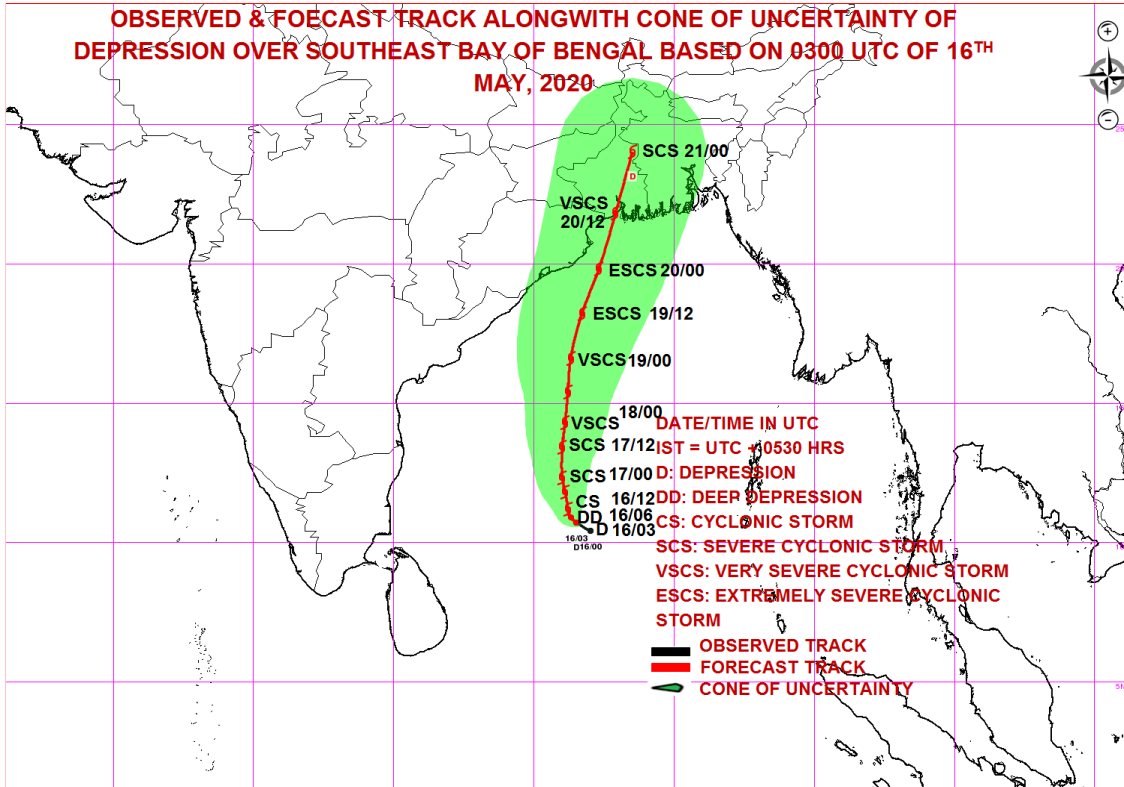 OBSERVED & FOECAST TRACK ALONGWITH CONE OF UNCERTAINTY OF
DEPRESSION OVER SOUTHEAST BAY OF BENGAL BASED ON 0300 UTC OF 16TH
MAY, 2020
25
SCS 21/00
D
VSCS
20/12
ESCS 20/00
ESCS 19/12
VSCS 19/00
18/00
VSCS
SCS 17/12
SCS 17/00
CS 16/12
DD 16/06
D 16/03
16/03
D16/00
DATE/TIME IN UTC
IST = UTC + 0530 HRS
D: DEPRESSION
DD: DEEP DEPRESSION
CS: CYCLONIC STORM
SCS: SEVERE CYCLONIC STORM
VSCS: VERY SEVERE CYCLONIC STORM
ESCS: EXTREMELY SEVERE CYCLONIC
STORM
OBSERVED TRACK
FORECAST TRACK
CONE OF UNCERTAINTY
5N